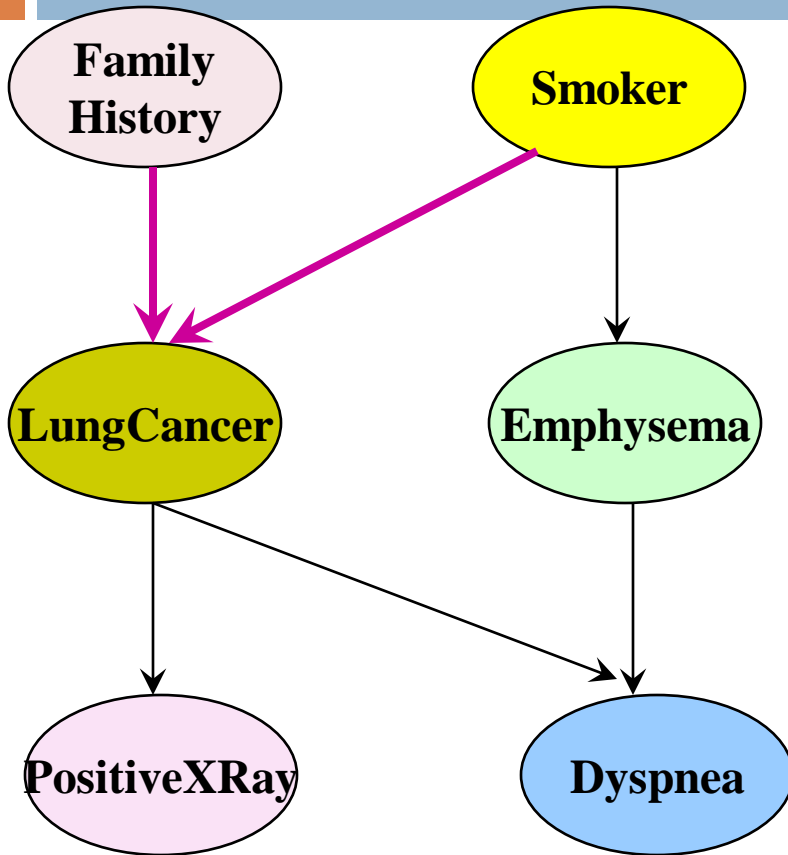 Family
History
Smoker
LungCancer
Emphysema
PositiveXRay
Dyspnea